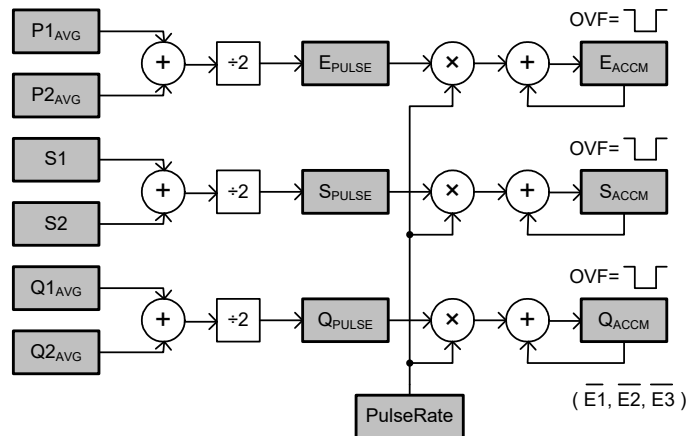 P1AVG
P2AVG
+
÷2
EPULSE
×
+
OVF=
EACCM
S1
S2
+
÷2
SPULSE
×
+
OVF=
SACCM
Q1AVG
Q2AVG
+
÷2
QPULSE
×
+
OVF=
QACCM
PulseRate
( E1, E2, E3 )